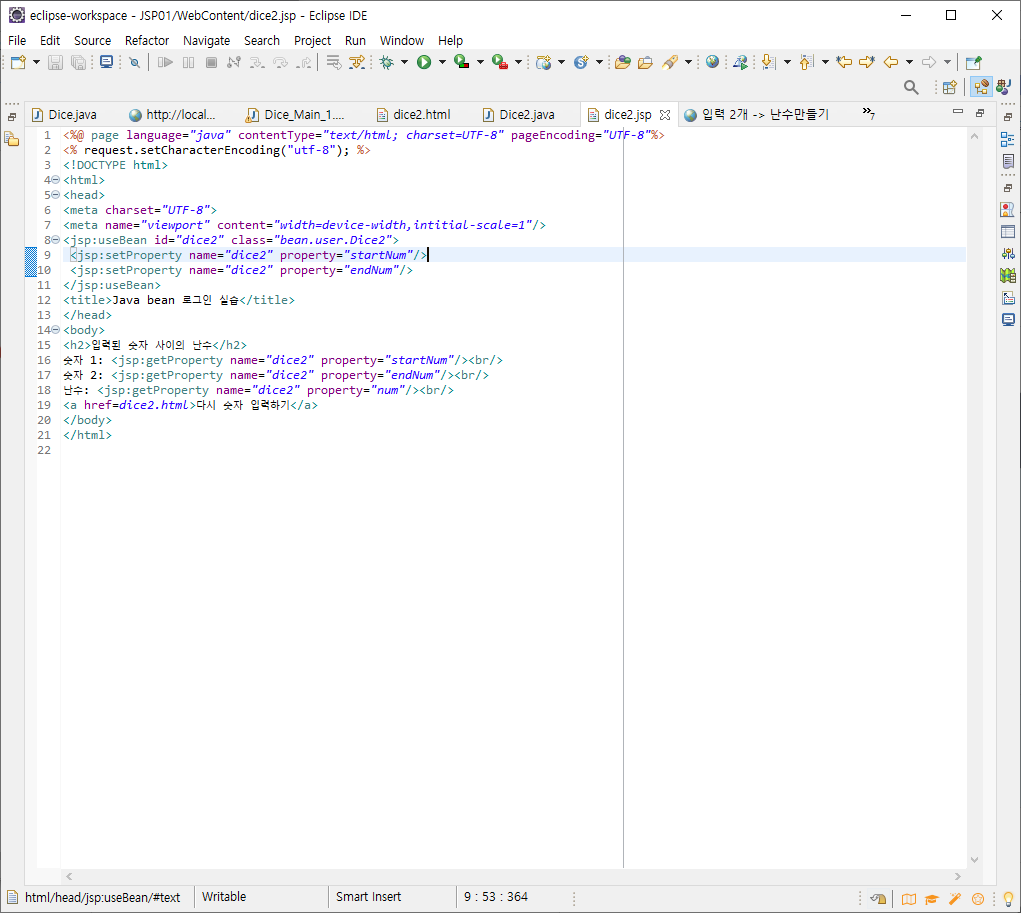 eclipse-workspace - JSP01/WebContent/dice2.jsp - Eclipse IDE
File Edit Source Refactor Navigate Search Project Run Window Help
Dice.java http://local... Dice_Main_1.... dice2.html Dice2.java dice2.jsp 입력 2개 -> 난수만들기 »7
1 <%@ page language="java" contentType="text/html; charset=UTF-8" pageEncoding="UTF-8"%>
2 <% request.setCharacterEncoding("utf-8"); %>
3 <!DOCTYPE html>
4 <html>
5 <head>
6 <meta charset="UTF-8">
7 <meta name="viewport" content="width=device-width,intitial-scale=1"/>
8 <jsp:useBean id="dice2" class="bean.user.Dice2">
9 <jsp:setProperty name="dice2" property="startNum"/>
10 <jsp:setProperty name="dice2" property="endNum"/>
11 </jsp:useBean>
12 <title>Java bean 로그인 실습</title>
13 </head>
14 <body>
15 <h2>입력된 숫자 사이의 난수</h2>
16 숫자 1: <jsp:getProperty name="dice2" property="startNum"/><br/>
17 숫자 2: <jsp:getProperty name="dice2" property="endNum"/><br/>
18 난수: <jsp:getProperty name="dice2" property="num"/><br/>
19 <a href=dice2.html>다시 숫자 입력하기</a>
20 </body>
21 </html>
22
html/head/jsp:useBean/#text Writable Smart Insert 9 : 53 : 364